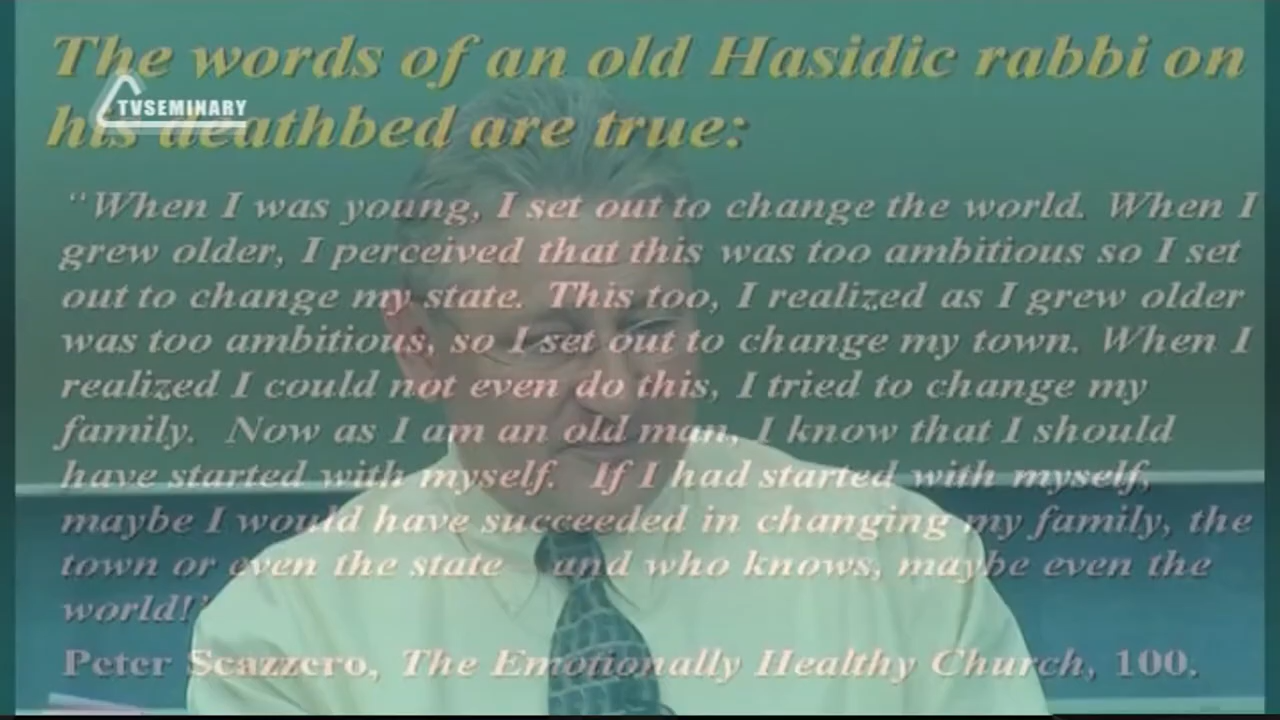 The words of an old Hasidic rabbi on
TVSEMINARY
his deathbed are true:
“When I was young, I set out to change the world. When I
grew older, I perceived that this was too ambitious so I set
out to change my state. This too, I realized as I grew older
was too ambitious, so I set out to change my town. When I
realized I could not even do this, I tried to change my
family. Now as I am an old man, I know that I should
have started with myself. If I had started with myself,
maybe I would have succeeded in changing my family, the
town or even the state and who knows, maybe even the
world!”
Peter Scazzero, The Emotionally Healthy Church, 100.